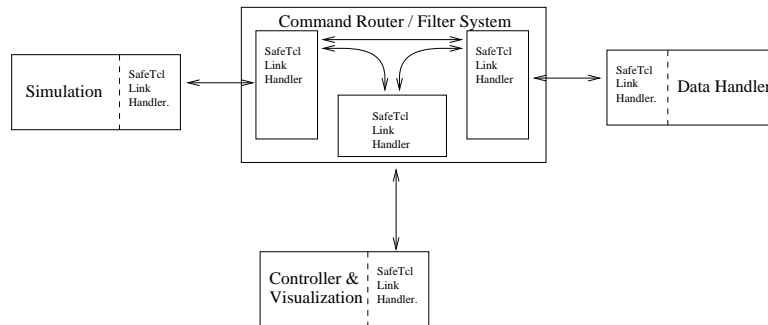 Command Router / Filter System
SafeTcl
Link
Handler
SafeTcl
Link
Handler
SafeTcl
Link
Handler
Simulation
SafeTcl
Link
Handler.
SafeTcl
Link
Handler.
Data Handler
Controller &
Visualization
SafeTcl
Link
Handler.